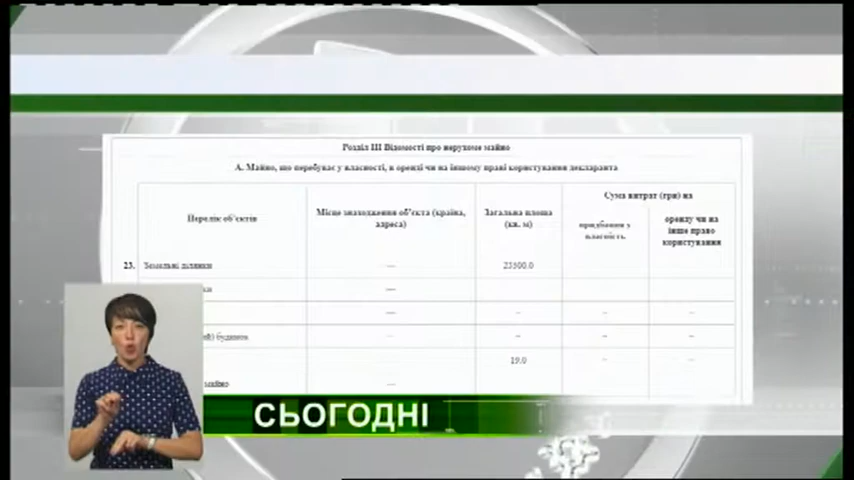 Розділ III Відомості про нерухоме майно
А. Майно, що перебуває у власності, в оренді чи на іншому праві користування декларанта
Сума витрат (грн) на
Перелік об'єктів
Місце знаходження об'єкта (країна,
адреса)
Загальна площа
(кв. м)
придбання у
власність
оренду чи на
інше право
користування
23. Земельні ділянки — 23500.0
—
— – – –
будинок – – –
19.0 – –
майно —
СЬОГОДНІ